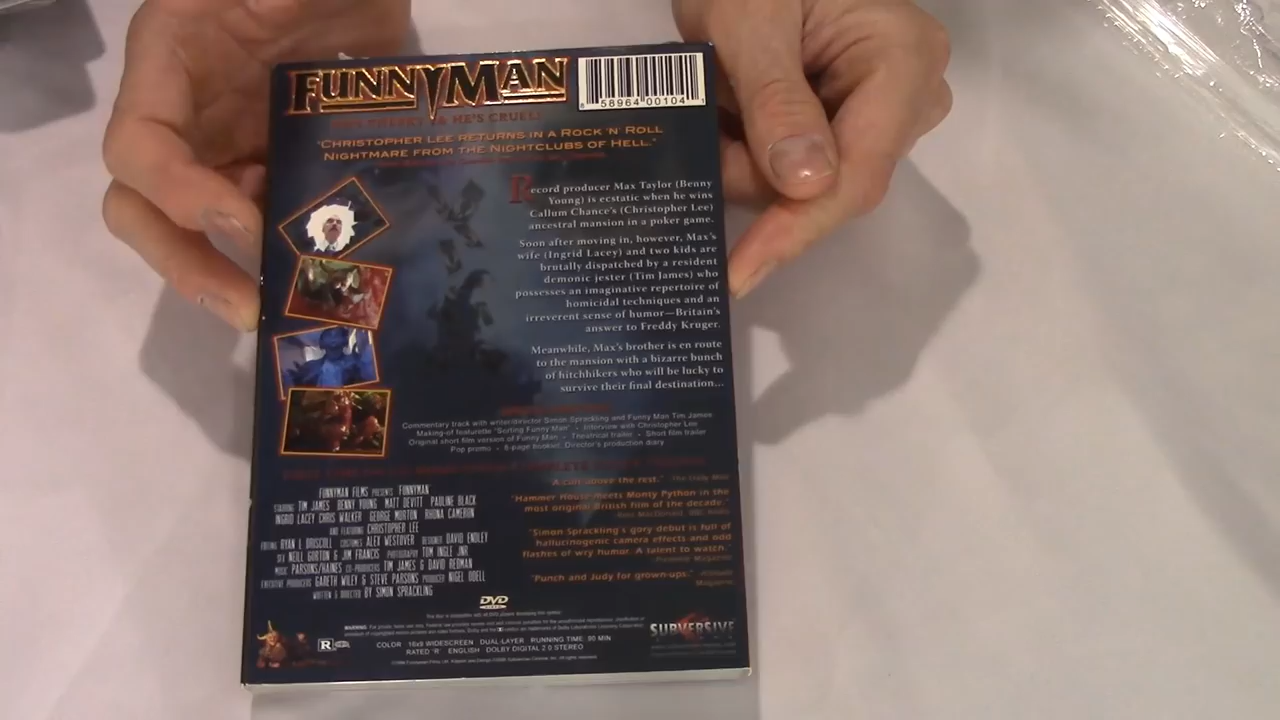 FUNNYMAN
8 58964 00104 1
& HE'S CRUEL!
"CHRISTOPHER LEE RETURNS IN A ROCK 'N' ROLL
NIGHTMARE FROM THE NIGHTCLUBS OF HELL."
Record producer Max Taylor (Benny
Young) is ecstatic when he wins
Callum Chance's (Christopher Lee)
ancestral mansion in a poker game.
Soon after moving in, however, Max's
wife (Ingrid Lacey) and two kids are
brutally dispatched by a resident
demonic jester (Tim James) who
possesses an imaginative repertoire of
homicidal techniques and an
irreverent sense of humor—Britain's
answer to Freddy Kruger.
Meanwhile, Max's brother is en route
to the mansion with a bizarre bunch
of hitchhikers who will be lucky to
survive their final destination...
Commentary track with writer/director Simon Sprackling and Funny Man Tim James
Making-of featurette "Sorting Funny Man" - Interview with Christopher Lee
Original short film version of Funny Man - Theatrical trailer - Short film trailer
Pop promo - 8-page booklet: Director's production diary
FUNNYMAN FILMS PRESENTS FUNNYMAN
STARRING TIM JAMES BENNY YOUNG MATT DEVITT PAULINE BLACK
INGRID LACEY CHRIS WALKER GEORGE MORTON RHONA CAMERON
AND FEATURING CHRISTOPHER LEE
EDITING RYAN L DRISCOLL COSTUMES ALEX WESTOVER DESIGNER DAVID ENDLEY
SFX NEILL GORTON & JIM FRANCIS PHOTOGRAPHY TOM INGLE JNR
MUSIC PARSONS/HAINES CO-PRODUCERS TIM JAMES & DAVID REDMAN
EXECUTIVE PRODUCERS GARETH WILEY & STEVE PARSONS PRODUCER NIGEL ODELL
WRITTEN & DIRECTED BY SIMON SPRACKLING
"A cut above the rest."
"Hammer House meets Monty Python in the
most original British film of the decade."
"Simon Sprackling's gory debut is full of
hallucinogenic camera effects and odd
flashes of wry humor. A talent to watch."
"Punch and Judy for grown-ups."
Magazine
DVD
VIDEO
WARNING:
R
COLOR 16x9 WIDESCREEN DUAL-LAYER RUNNING TIME: 90 MIN
RATED "R" ENGLISH DOLBY DIGITAL 2.0 STEREO
SUBVERSIVE